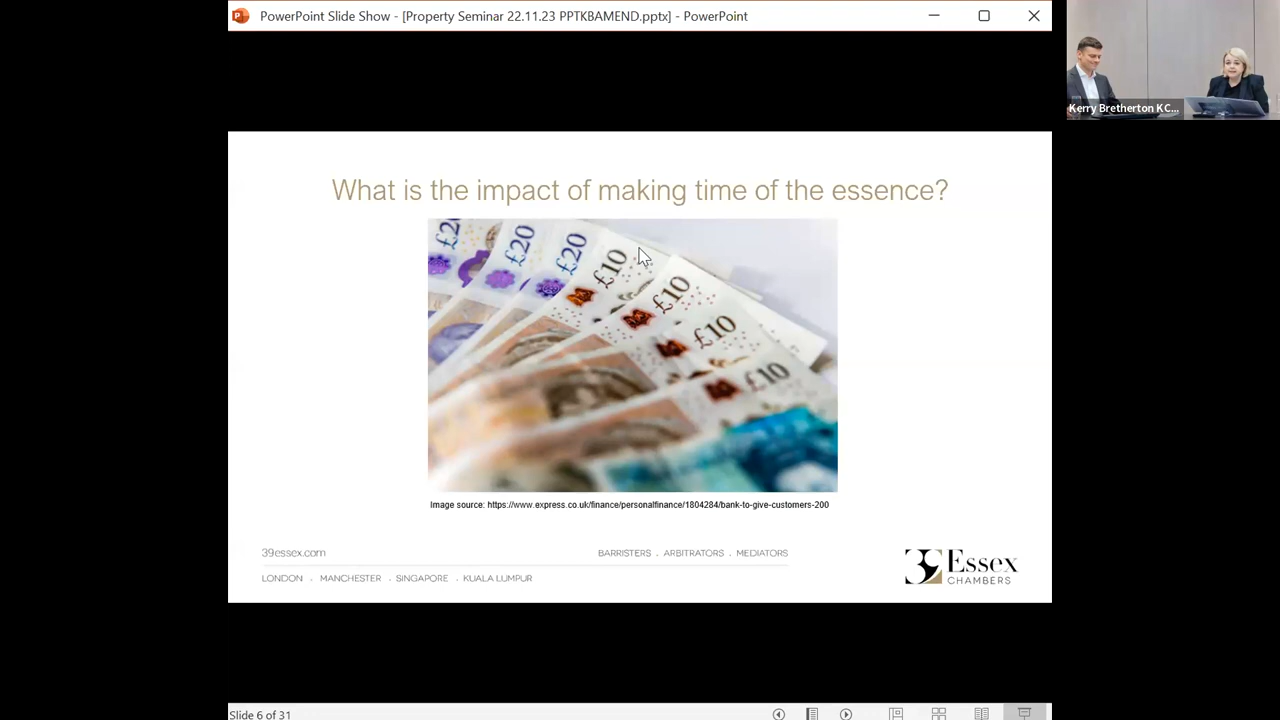 PowerPoint Slide Show - [Property Seminar 22.11.23 PPTKBAMEND.pptx] - PowerPoint
Kerry Bretherton KC...
What is the impact of making time of the essence?
£20
£20
£20
£10
£10
£10
£10
Image source: https://www.express.co.uk/finance/personalfinance/1804284/bank-to-give-customers-200
39essex.com
BARRISTERS . ARBITRATORS . MEDIATORS
LONDON . MANCHESTER . SINGAPORE . KUALA LUMPUR
39 Essex
CHAMBERS
Slide 6 of 31